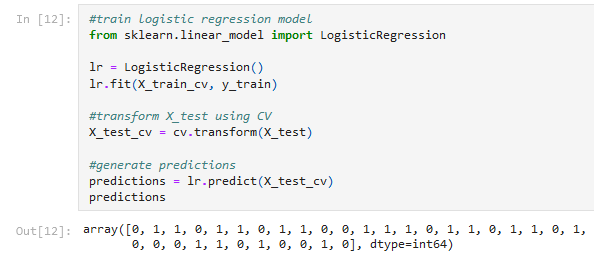 In [12]:
#train logistic regression model
from sklearn.linear_model import LogisticRegression
lr = LogisticRegression()
lr.fit(X_train_cv, y_train)
#transform X_test using CV
X_test_cv = cv.transform(X_test)
#generate predictions
predictions = lr.predict(X_test_cv)
predictions
Out[12]:
array([0, 1, 1, 0, 1, 1, 0, 1, 1, 0, 0, 1, 1, 1, 0, 1, 1, 0, 1, 1, 0, 1,
0, 0, 0, 1, 1, 0, 1, 0, 0, 1, 0], dtype=int64)